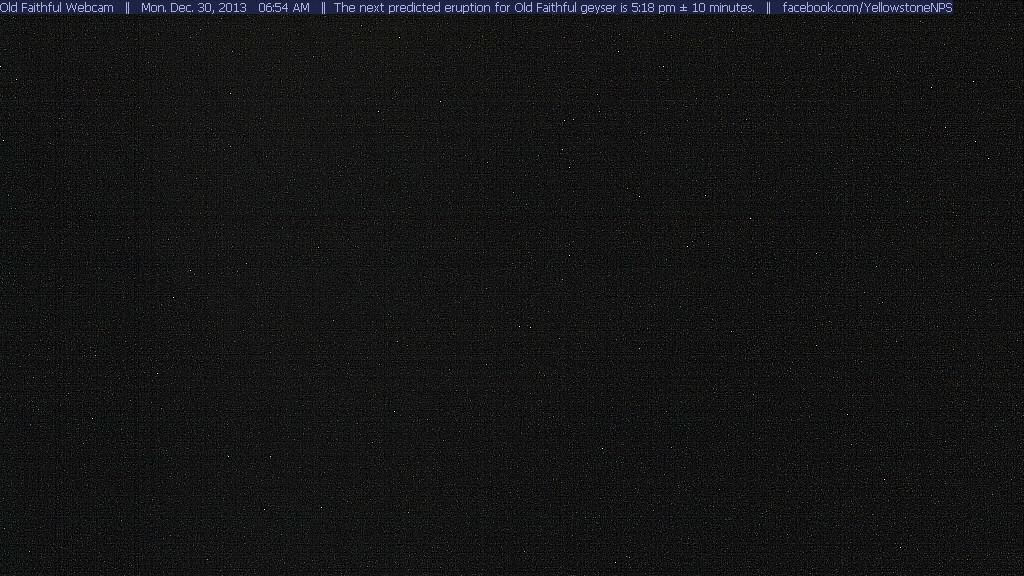 Old Faithful Webcam || Mon. Dec. 30, 2013 06:54 AM || The next predicted eruption for Old Faithful geyser is 5:18 pm ± 10 minutes. || facebook.com/YellowstoneNPS